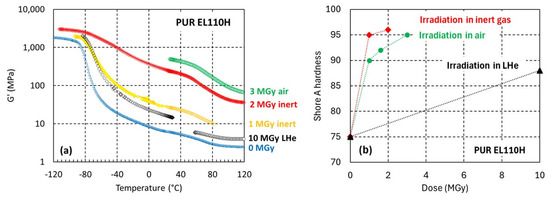 PUR EL110H
10,000
1,000
100
10
1
G' (MPa)
3 MGy air
2 MGy inert
1 MGy inert
10 MGy LHe
0 MGy
(a)
-120 -80 -40 0 40 80 120
Temperature (°C)
100
95
90
85
80
75
70
Shore A hardness
Irradiation in inert gas
Irradiation in air
Irradiation in LHe
(b)
PUR EL110H
0 2 4 6 8 10
Dose (MGy)